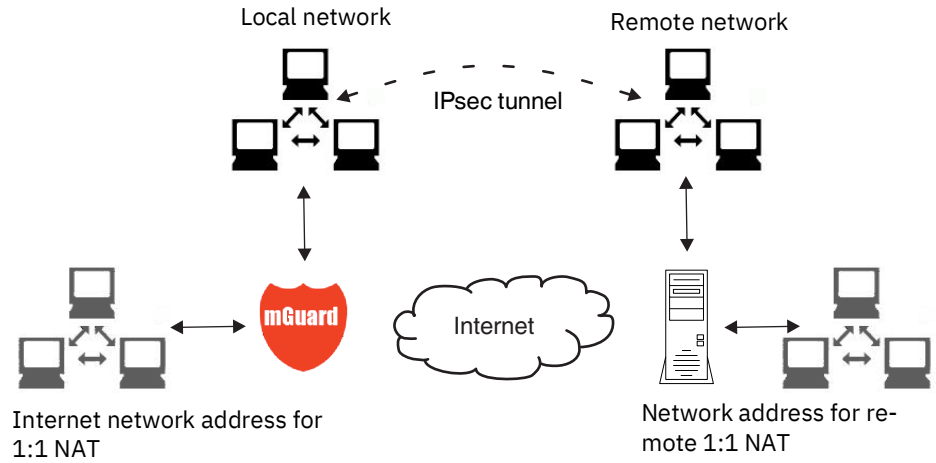 Local network
Remote network
IPsec tunnel
mGuard
Internet
Internet network address for
1:1 NAT
Network address for re-
mote 1:1 NAT